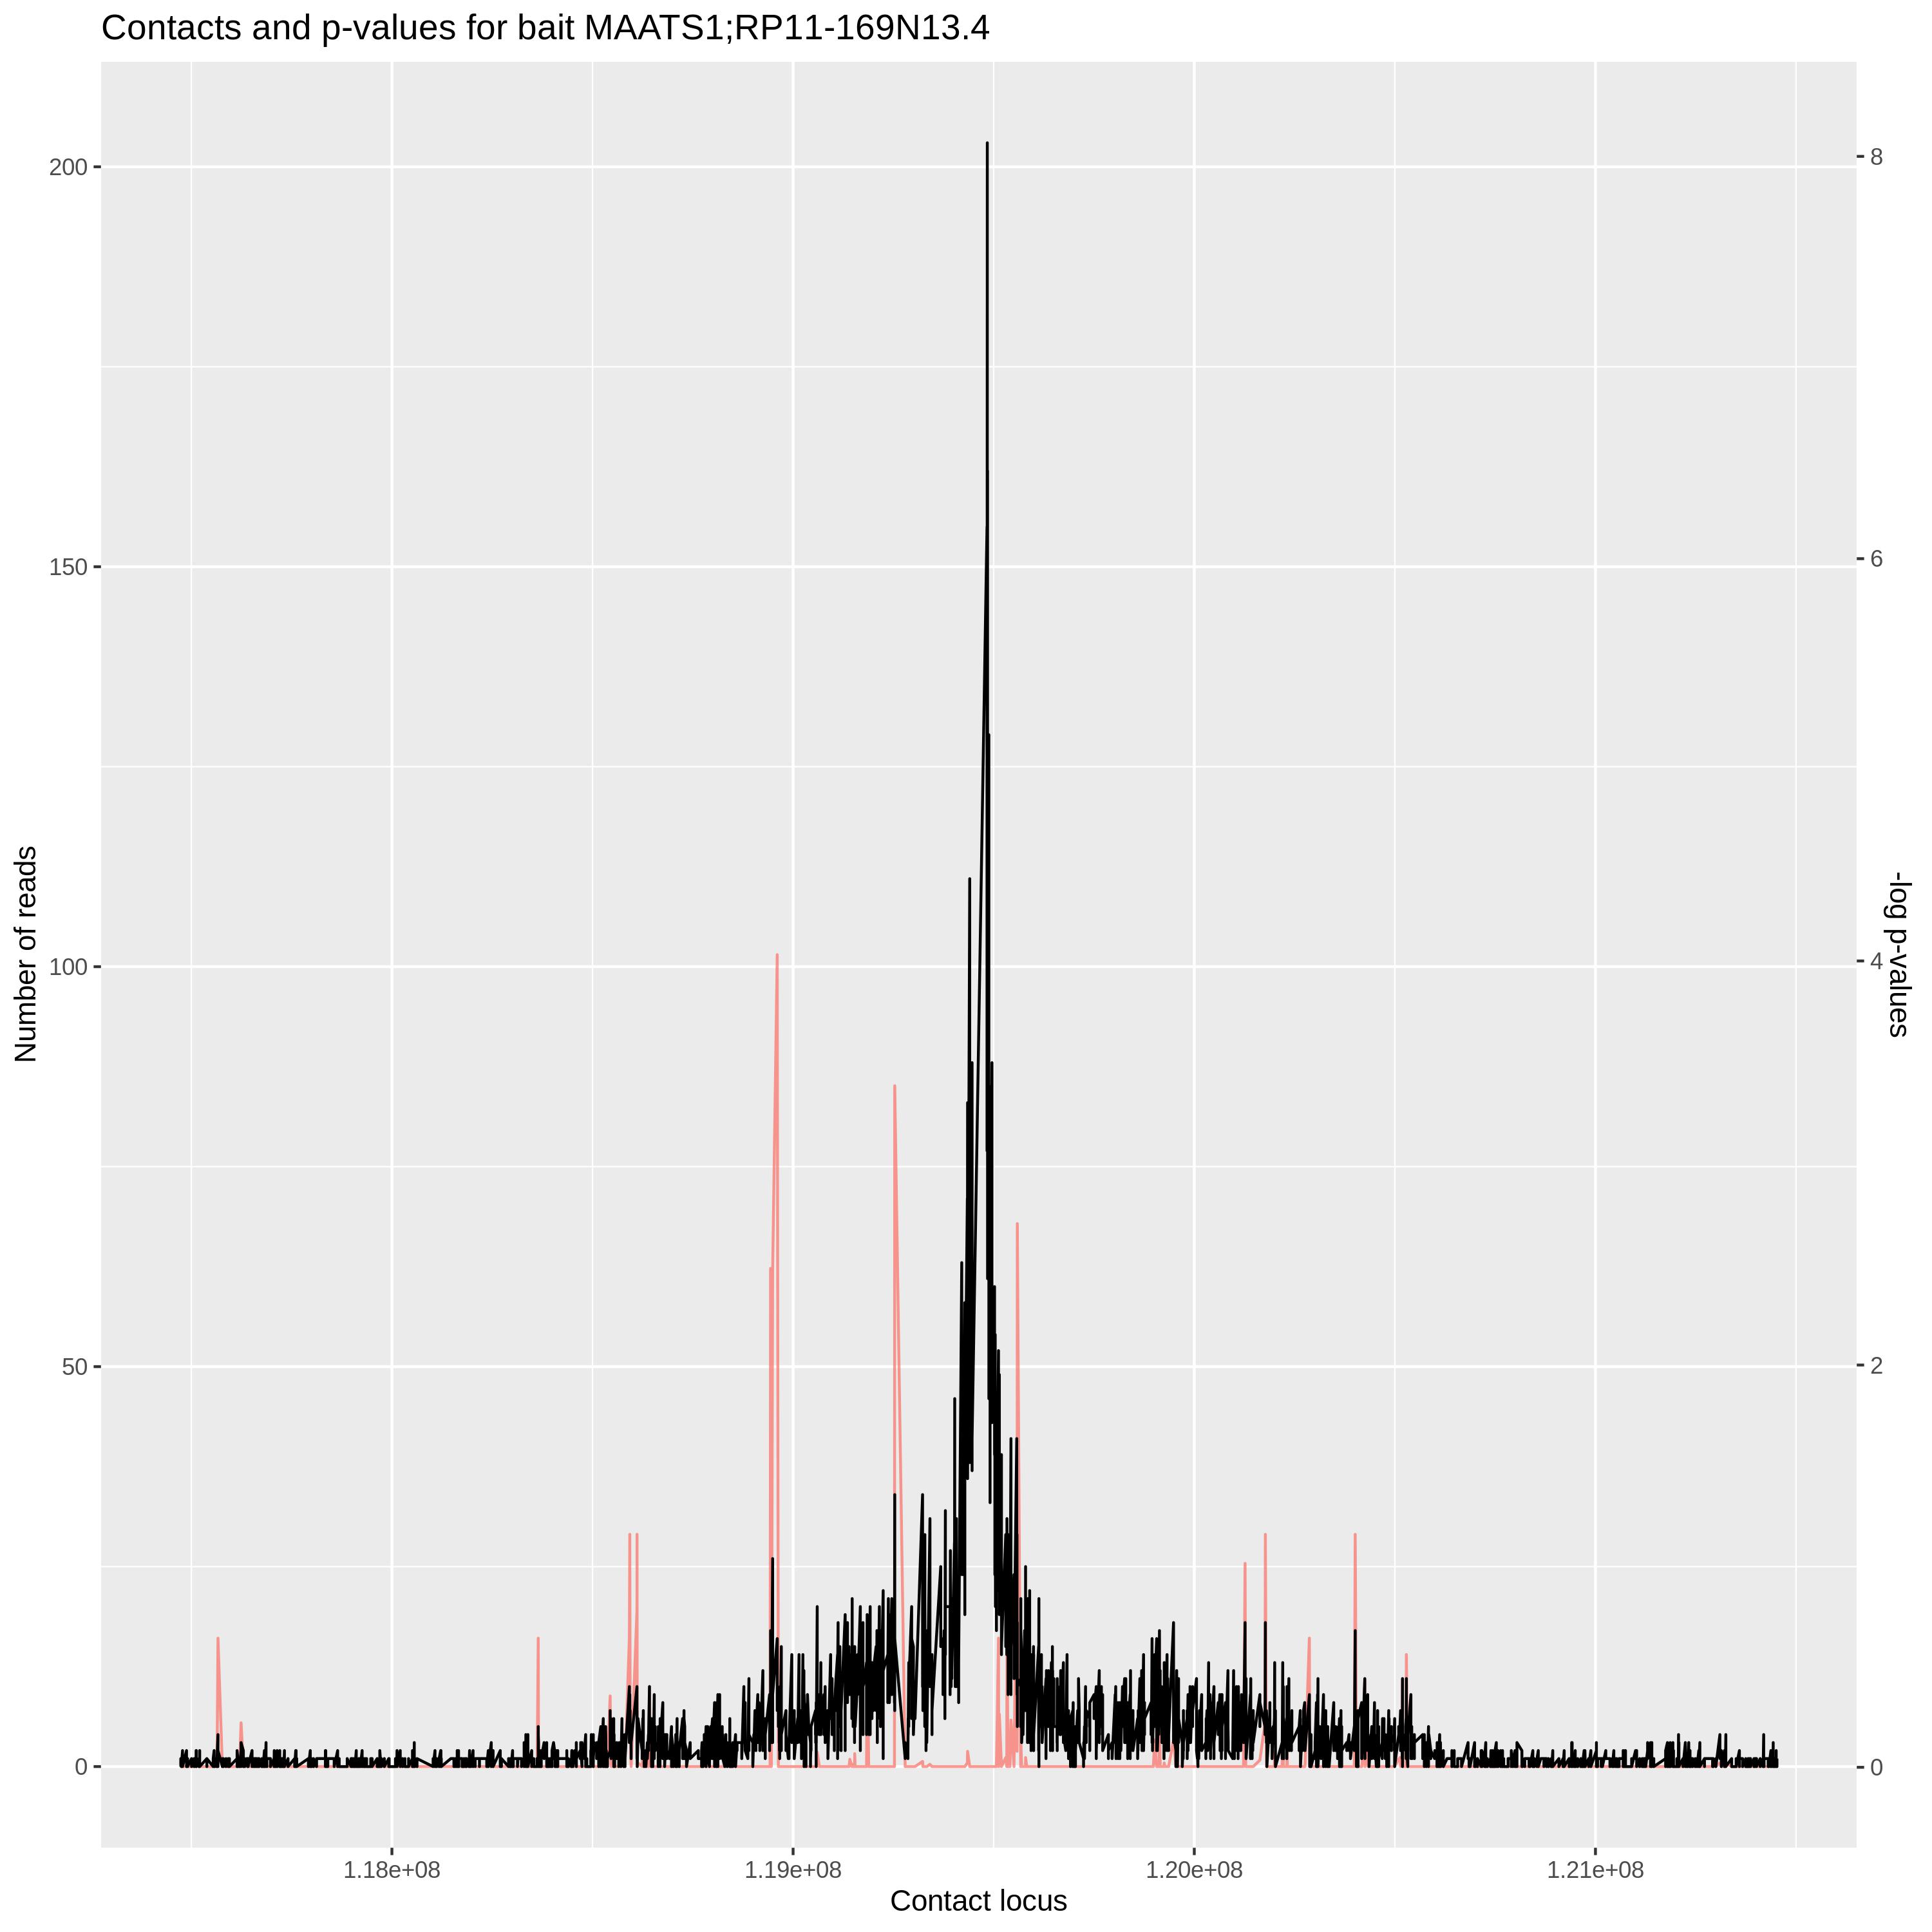 Contacts and p-values for bait MAATS1;RP11-169N13.4
200
150
100
50
0
Number of reads
8
6
4
2
0
-log p-values
1.18e+08
1.19e+08
1.20e+08
1.21e+08
Contact locus